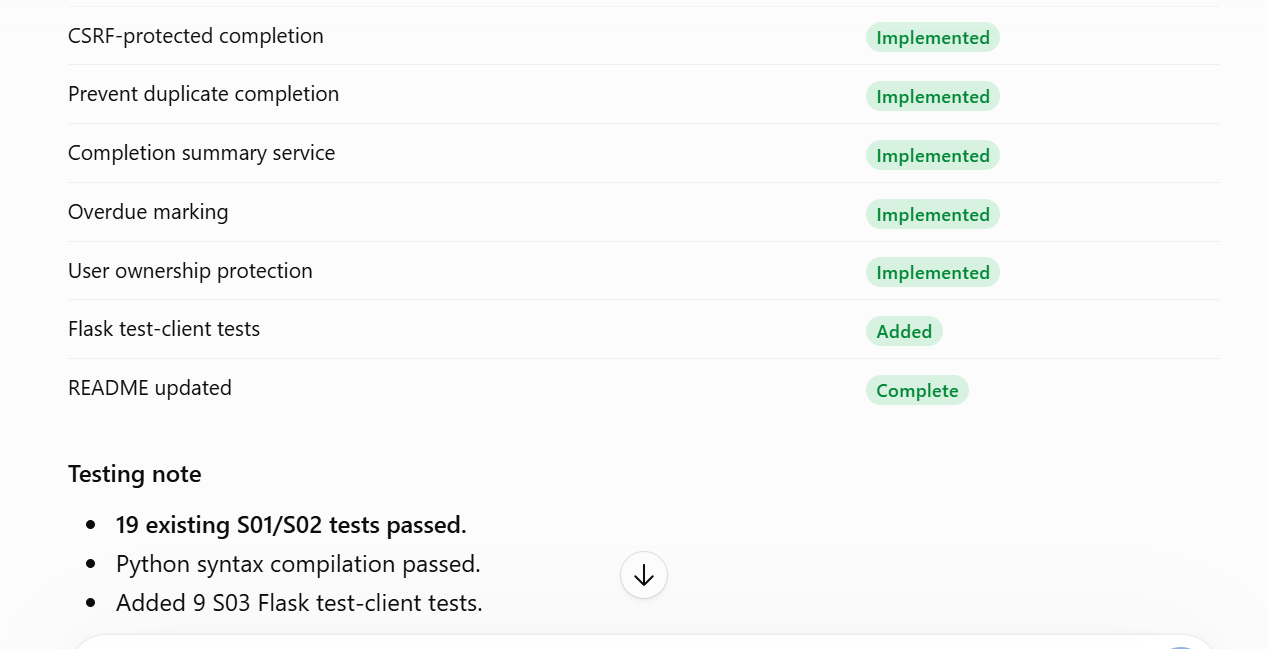 CSRF-protected completion Implemented
Prevent duplicate completion Implemented
Completion summary service Implemented
Overdue marking Implemented
User ownership protection Implemented
Flask test-client tests Added
README updated Complete
Testing note
• 19 existing S01/S02 tests passed.
• Python syntax compilation passed.
• Added 9 S03 Flask test-client tests.